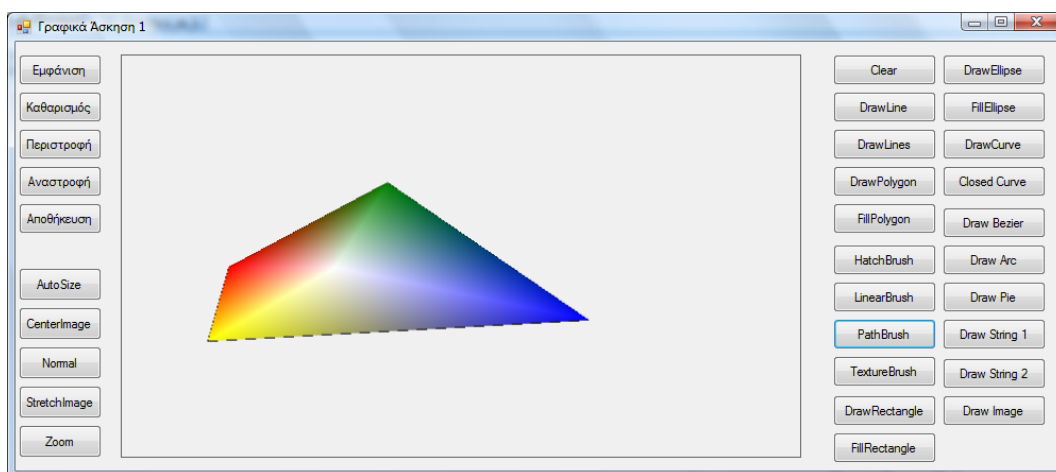 Γραφικά Άσκηση 1
Εμφάνιση
Καθαρισμός
Περιστροφή
Αναστροφή
Αποθήκευση
AutoSize
CenterImage
Normal
StretchImage
Zoom
Clear
DrawEllipse
DrawLine
FillEllipse
DrawLines
DrawCurve
DrawPolygon
Closed Curve
FillPolygon
Draw Bezier
HatchBrush
Draw Arc
LinearBrush
Draw Pie
PathBrush
Draw String 1
TextureBrush
Draw String 2
DrawRectangle
Draw Image
FillRectangle